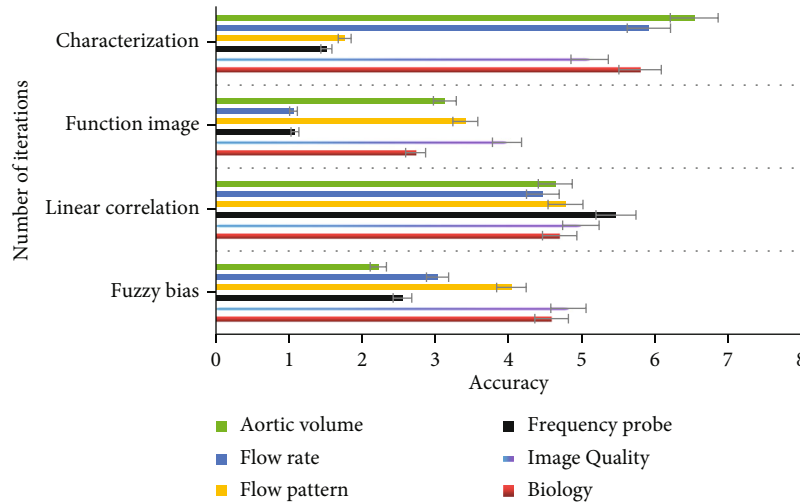 Number of iterations
Characterization
Function image
Linear correlation
Fuzzy bias
0 1 2 3 4 5 6 7 8
Accuracy
Aortic volume
Flow rate
Flow pattern
Frequency probe
Image Quality
Biology